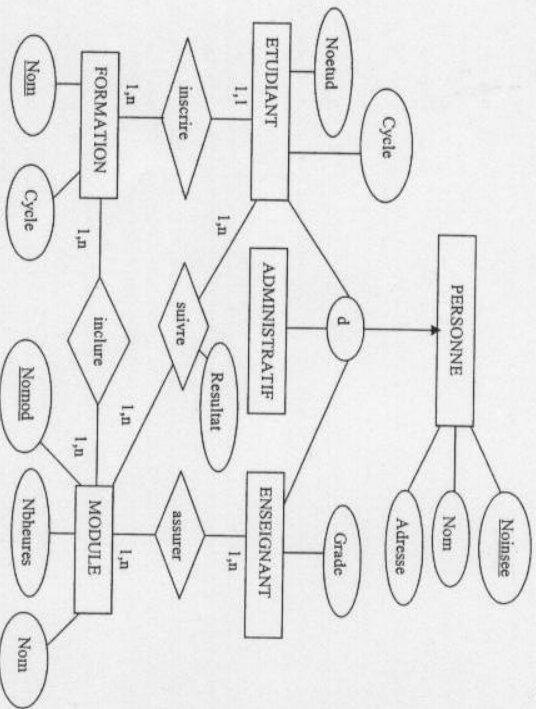 PERSONNE
Noinsee
Nom
Adresse
d
Cycle
Noetud
ETUDIANT
ADMINISTRATIF
ENSEIGNANT
Grade
1,1
1,n
1,n
inscrire
suivre
Resultat
assurer
1,n
1,n
1,n
FORMATION
1,n
inclure
1,n
MODULE
Nom
Cycle
Nomod
Nbheures
Nom